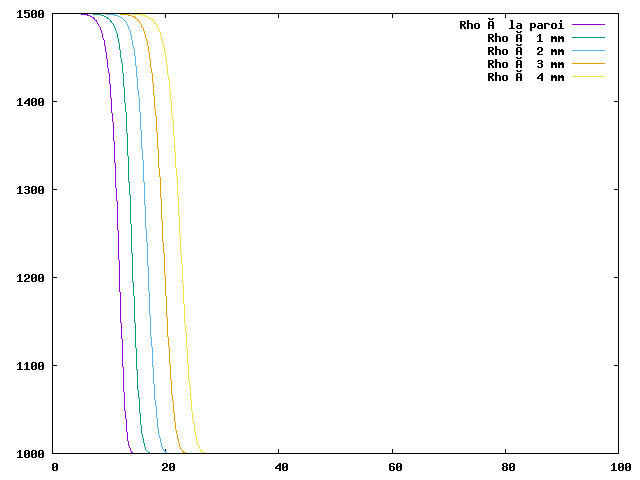 1500
1400
1300
1200
1100
1000
0 20 40 60 80 100
Rho Ã la paroi
Rho Ã 1 mm
Rho Ã 2 mm
Rho Ã 3 mm
Rho Ã 4 mm